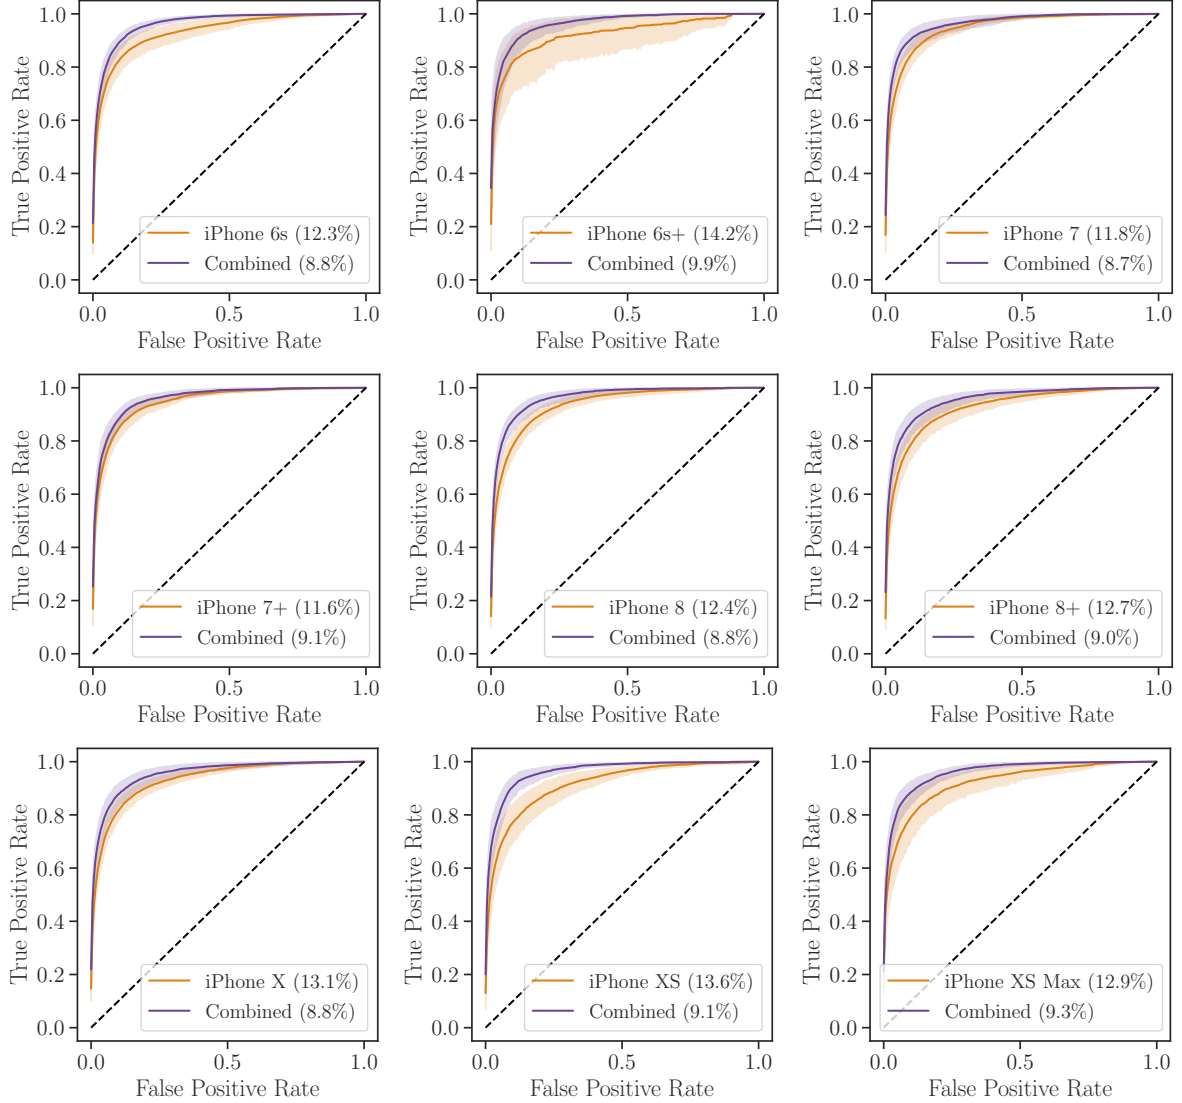 1.0
0.8
0.6
0.4
0.2
0.0
True Positive Rate
iPhone 6s (12.3%)
Combined (8.8%)
0.0 0.5 1.0
False Positive Rate
1.0
0.8
0.6
0.4
0.2
0.0
True Positive Rate
iPhone 6s+ (14.2%)
Combined (9.9%)
0.0 0.5 1.0
False Positive Rate
1.0
0.8
0.6
0.4
0.2
0.0
True Positive Rate
iPhone 7 (11.8%)
Combined (8.7%)
0.0 0.5 1.0
False Positive Rate
1.0
0.8
0.6
0.4
0.2
0.0
True Positive Rate
iPhone 7+ (11.6%)
Combined (9.1%)
0.0 0.5 1.0
False Positive Rate
1.0
0.8
0.6
0.4
0.2
0.0
True Positive Rate
iPhone 8 (12.4%)
Combined (8.8%)
0.0 0.5 1.0
False Positive Rate
1.0
0.8
0.6
0.4
0.2
0.0
True Positive Rate
iPhone 8+ (12.7%)
Combined (9.0%)
0.0 0.5 1.0
False Positive Rate
1.0
0.8
0.6
0.4
0.2
0.0
True Positive Rate
iPhone X (13.1%)
Combined (8.8%)
0.0 0.5 1.0
False Positive Rate
1.0
0.8
0.6
0.4
0.2
0.0
True Positive Rate
iPhone XS (13.6%)
Combined (9.1%)
0.0 0.5 1.0
False Positive Rate
1.0
0.8
0.6
0.4
0.2
0.0
True Positive Rate
iPhone XS Max (12.9%)
Combined (9.3%)
0.0 0.5 1.0
False Positive Rate